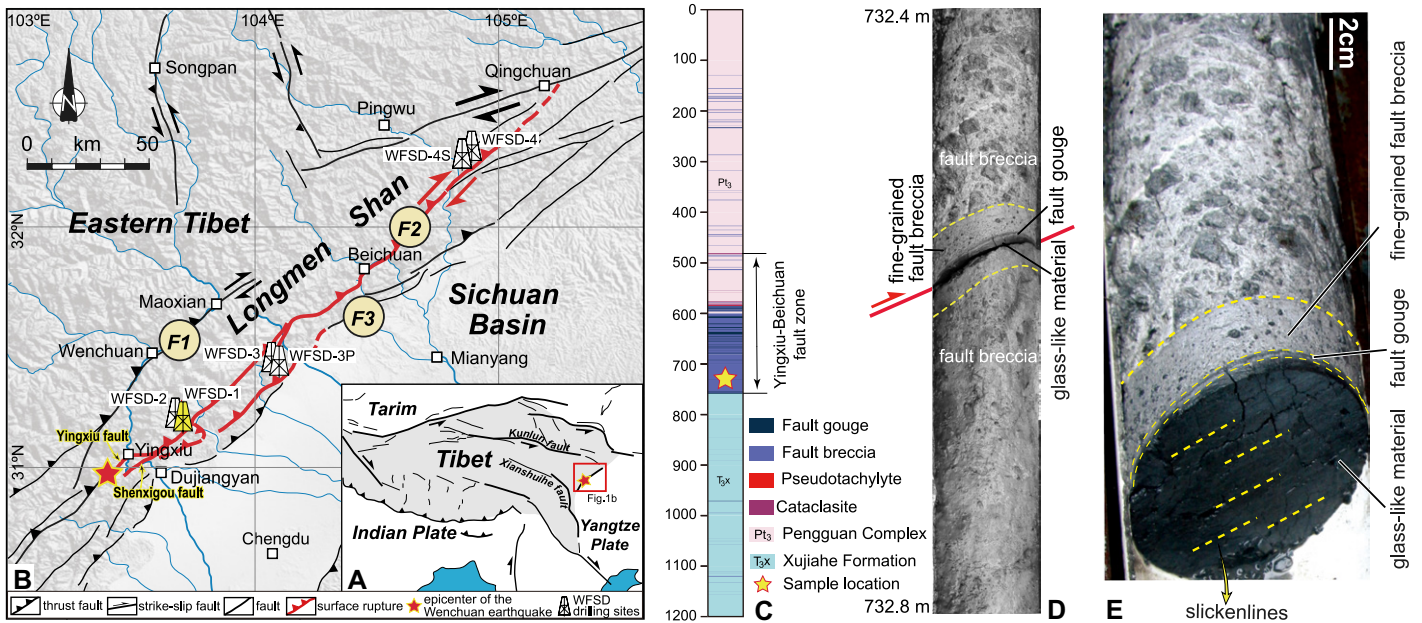 103ºE
104ºE
105ºE
32ºN
31ºN
N
0 km 50
Songpan
Pingwu
Qingchuan
WFSD-4
WFSD-4S
Eastern Tibet
Longmen Shan
F2
Beichuan
Maoxian
Sichuan
Basin
F3
F1
Wenchuan
WFSD-3
WFSD-3P
Mianyang
WFSD-1
WFSD-2
Yingxiu fault
Yingxiu
Dujiangyan
Shenxigou fault
Chengdu
B
Tarim
Kunlun fault
Tibet
Xianshuihe fault
Fig.1b
Indian Plate
Yangtze
Plate
A
thrust fault
strike-slip fault
fault
surface rupture
epicenter of the
Wenchuan earthquake
WFSD
drilling sites
0
100
200
300
400
500
600
700
800
900
1000
1100
1200
Pt3
T3x
Yingxiu-Beichuan
fault zone
Fault gouge
Fault breccia
Pseudotachylyte
Cataclasite
Pt3 Pengguan Complex
T3x Xujiahe Formation
Sample location
C
732.4 m
fault breccia
fine-grained
fault breccia
fault gouge
glass-like material
fault breccia
732.8 m
D
2cm
fine-grained fault breccia
fault gouge
glass-like material
E
slickenlines